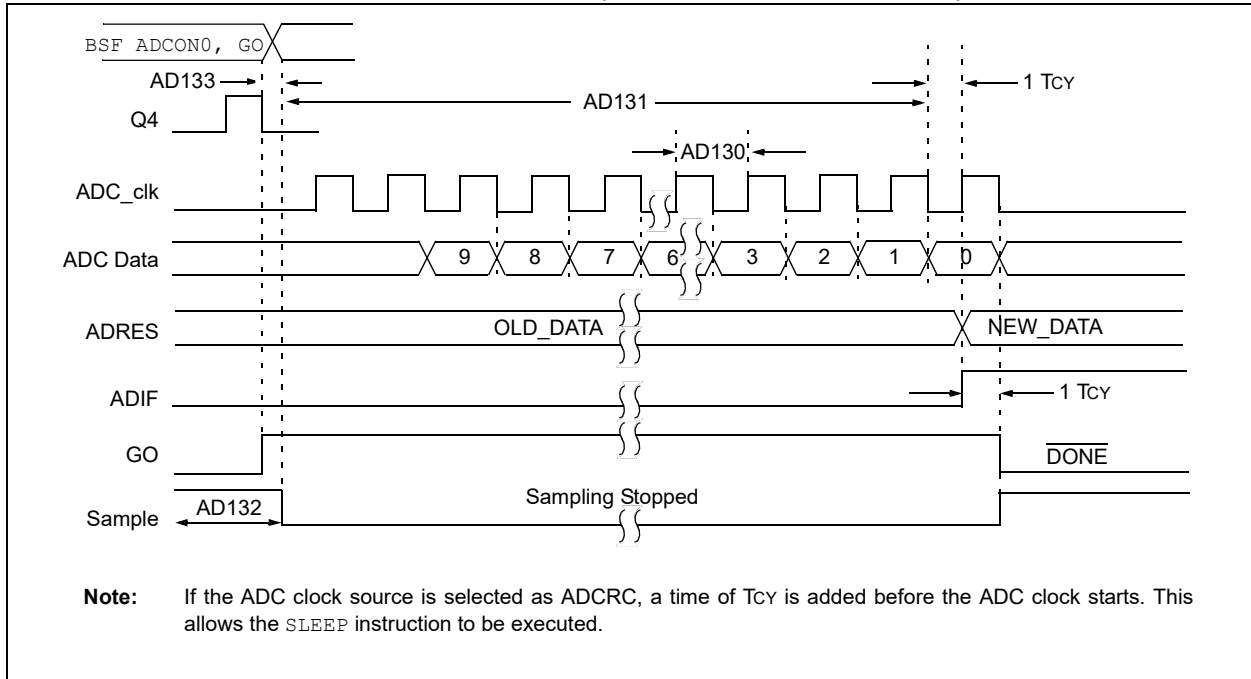 BSF ADCON0, GO
AD133
1 TCY
AD131
Q4
AD130
ADC_clk
ADC Data 9 8 7 6 3 2 1 0
ADRES OLD_DATA NEW_DATA
ADIF 1 TCY
GO DONE
Sampling Stopped
Sample AD132
Note: If the ADC clock source is selected as ADCRC, a time of TCY is added before the ADC clock starts. This
allows the SLEEP instruction to be executed.